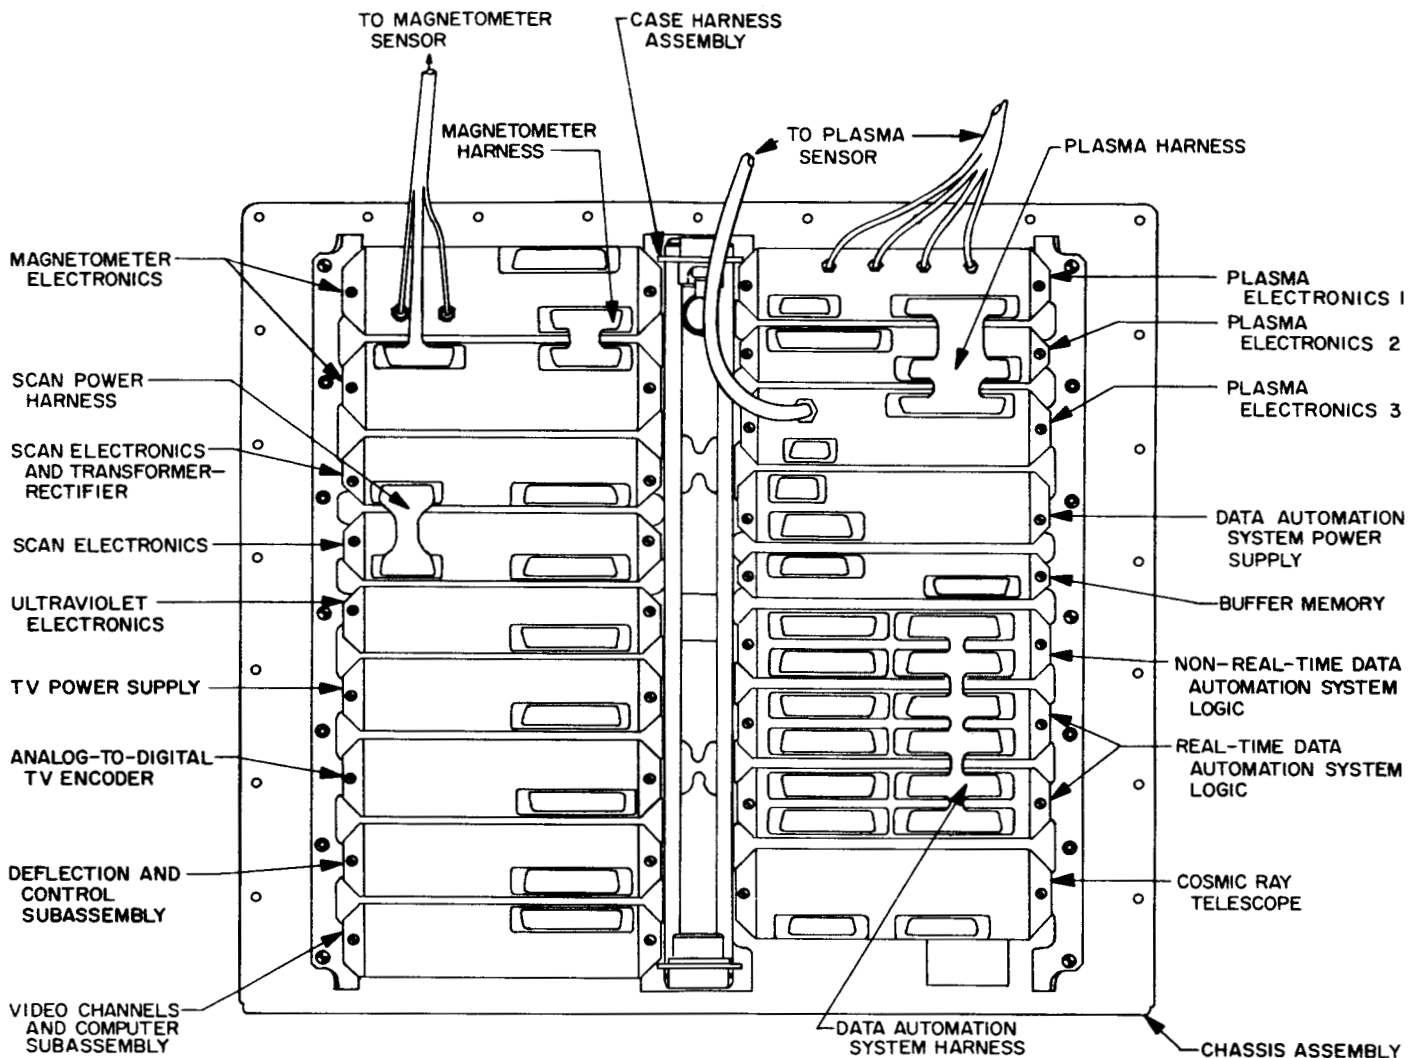 TO MAGNETOMETER
SENSOR
CASE HARNESS
ASSEMBLY
MAGNETOMETER
HARNESS
TO PLASMA
SENSOR
PLASMA HARNESS
MAGNETOMETER
ELECTRONICS
SCAN POWER
HARNESS
SCAN ELECTRONICS
AND TRANSFORMER-
RECTIFIER
SCAN ELECTRONICS
ULTRAVIOLET
ELECTRONICS
TV POWER SUPPLY
ANALOG-TO-DIGITAL
TV ENCODER
DEFLECTION AND
CONTROL
SUBASSEMBLY
VIDEO CHANNELS
AND COMPUTER
SUBASSEMBLY
PLASMA
ELECTRONICS 1
PLASMA
ELECTRONICS 2
PLASMA
ELECTRONICS 3
DATA AUTOMATION
SYSTEM POWER
SUPPLY
BUFFER MEMORY
NON-REAL-TIME DATA
AUTOMATION SYSTEM
LOGIC
REAL-TIME DATA
AUTOMATION SYSTEM
LOGIC
COSMIC RAY
TELESCOPE
DATA AUTOMATION
SYSTEM HARNESS
CHASSIS ASSEMBLY